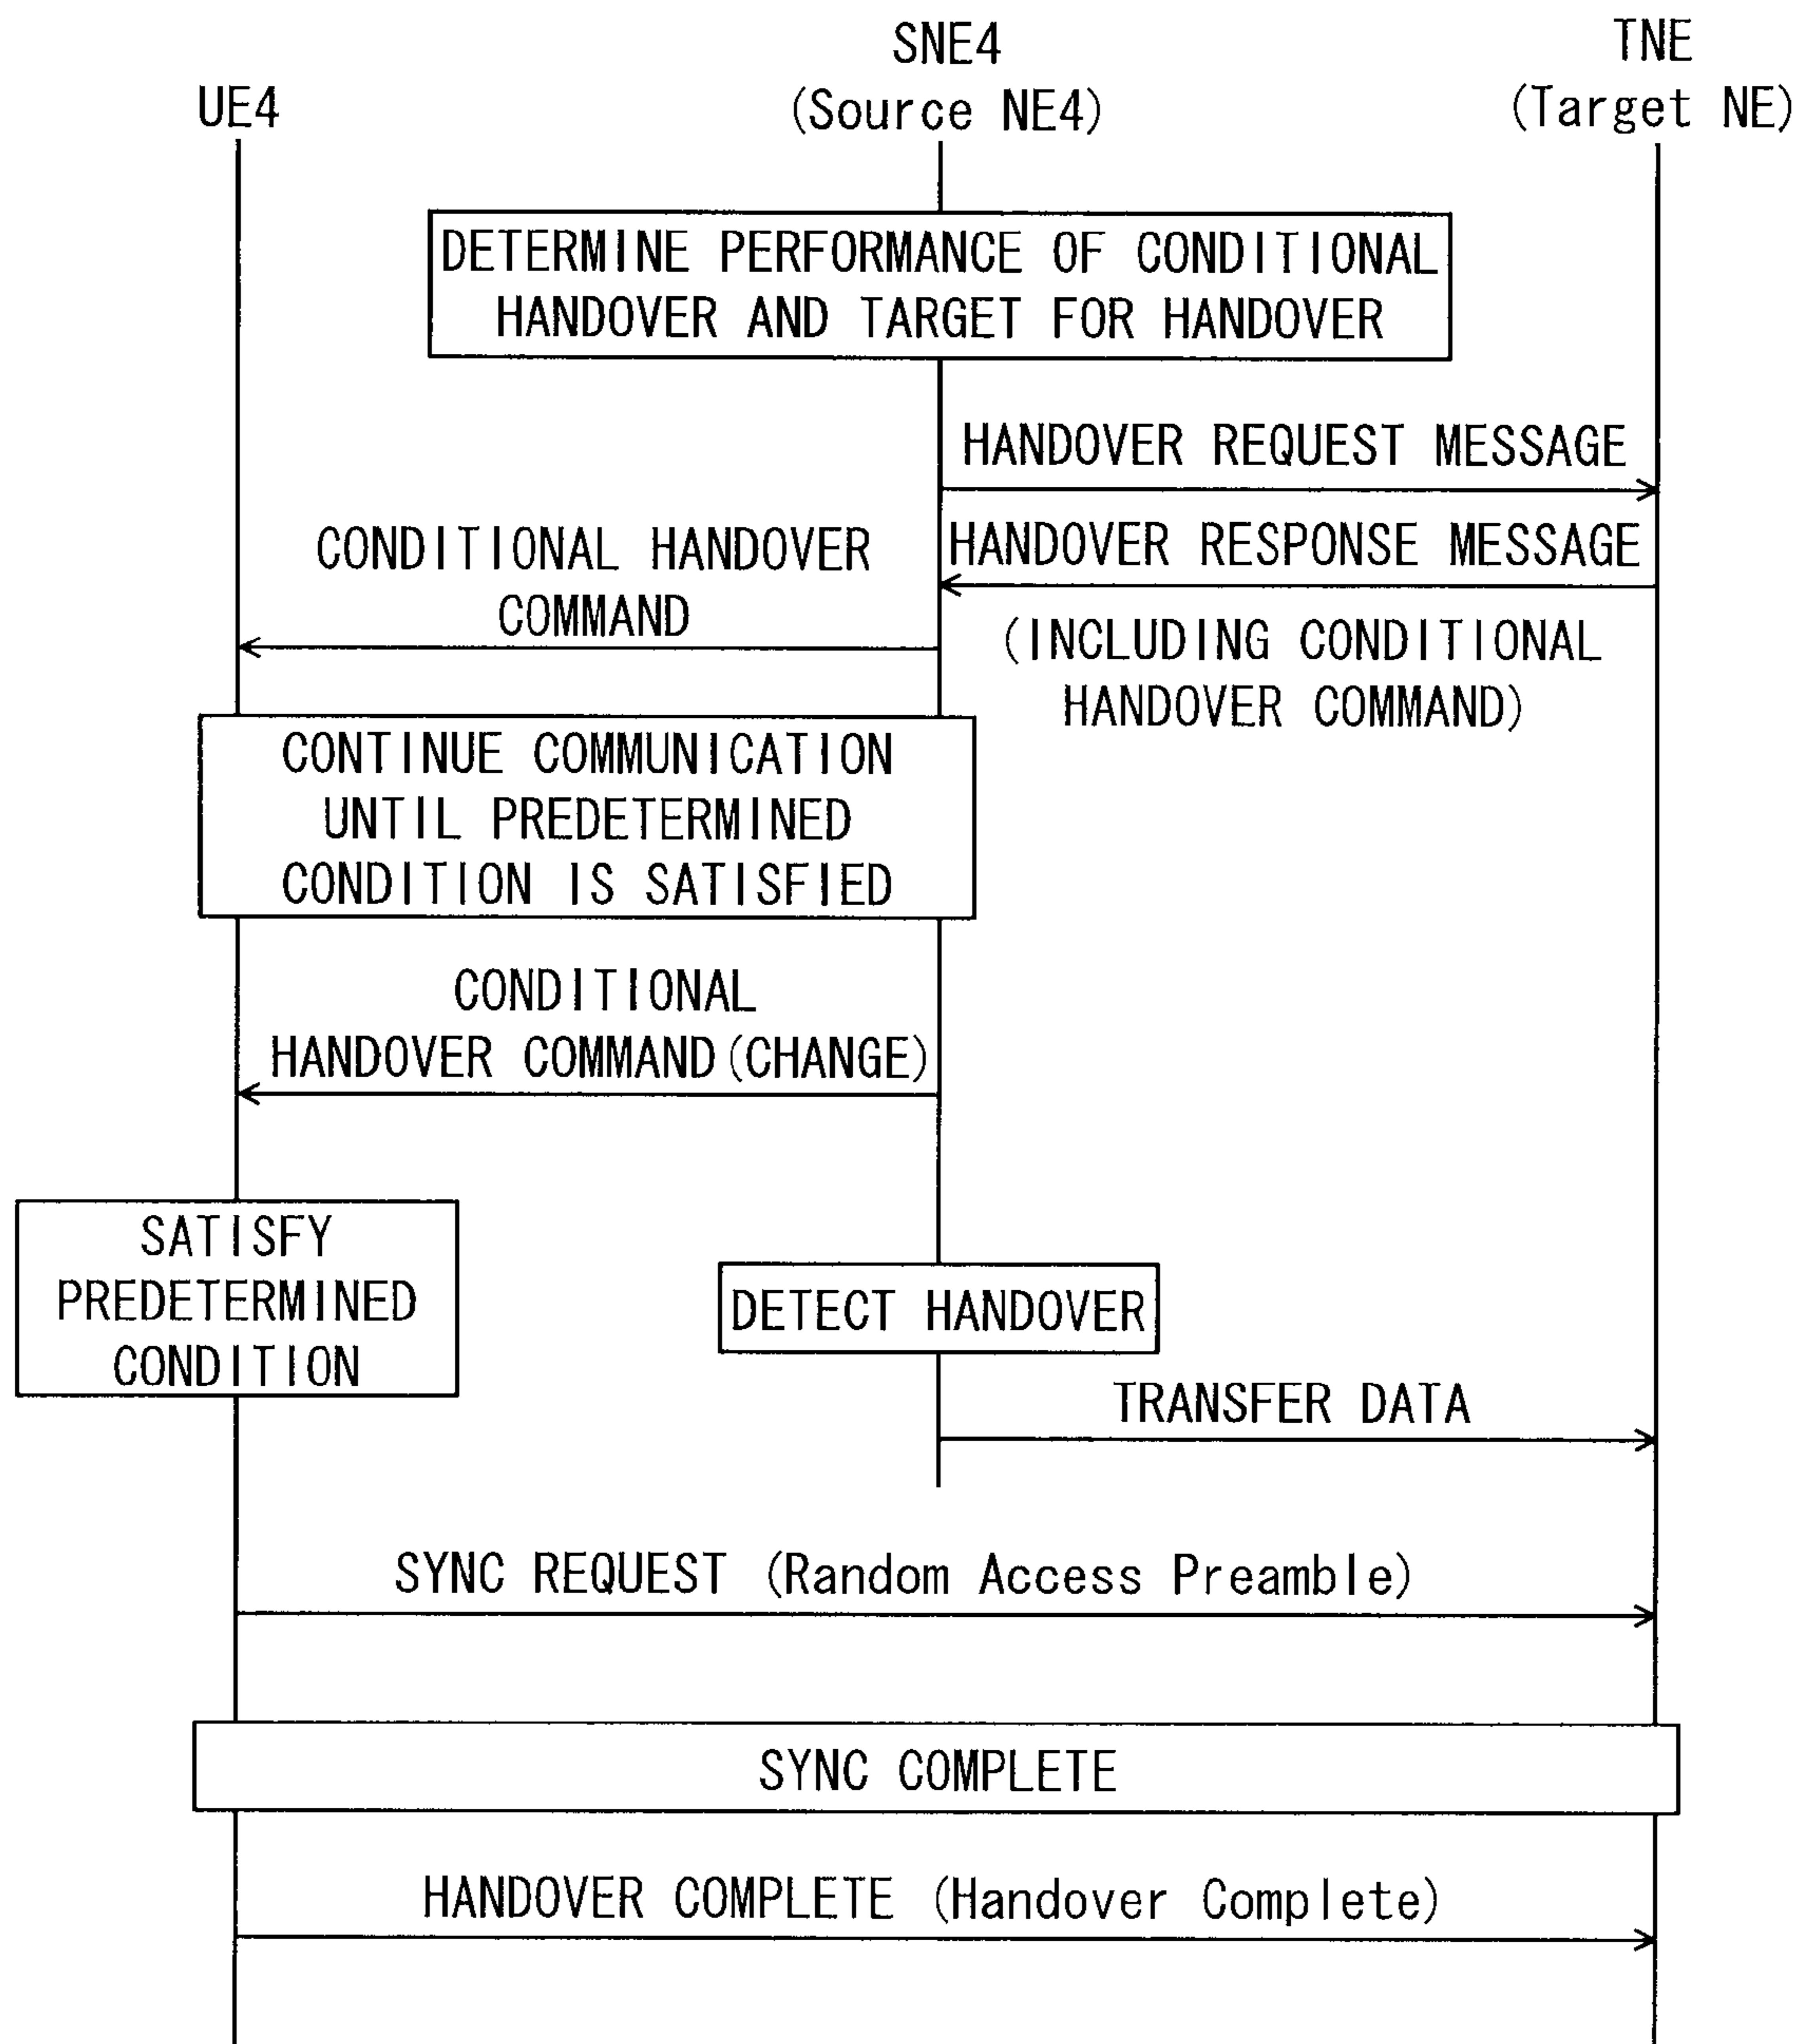 UE4
SNE4
(Source NE4)
TNE
(Target NE)
DETERMINE PERFORMANCE OF CONDITIONAL
HANDOVER AND TARGET FOR HANDOVER
HANDOVER REQUEST MESSAGE
HANDOVER RESPONSE MESSAGE
(INCLUDING CONDITIONAL
HANDOVER COMMAND)
CONDITIONAL HANDOVER
COMMAND
CONTINUE COMMUNICATION
UNTIL PREDETERMINED
CONDITION IS SATISFIED
CONDITIONAL
HANDOVER COMMAND(CHANGE)
SATISFY
PREDETERMINED
CONDITION
DETECT HANDOVER
TRANSFER DATA
SYNC REQUEST (Random Access Preamble)
SYNC COMPLETE
HANDOVER COMPLETE (Handover Complete)